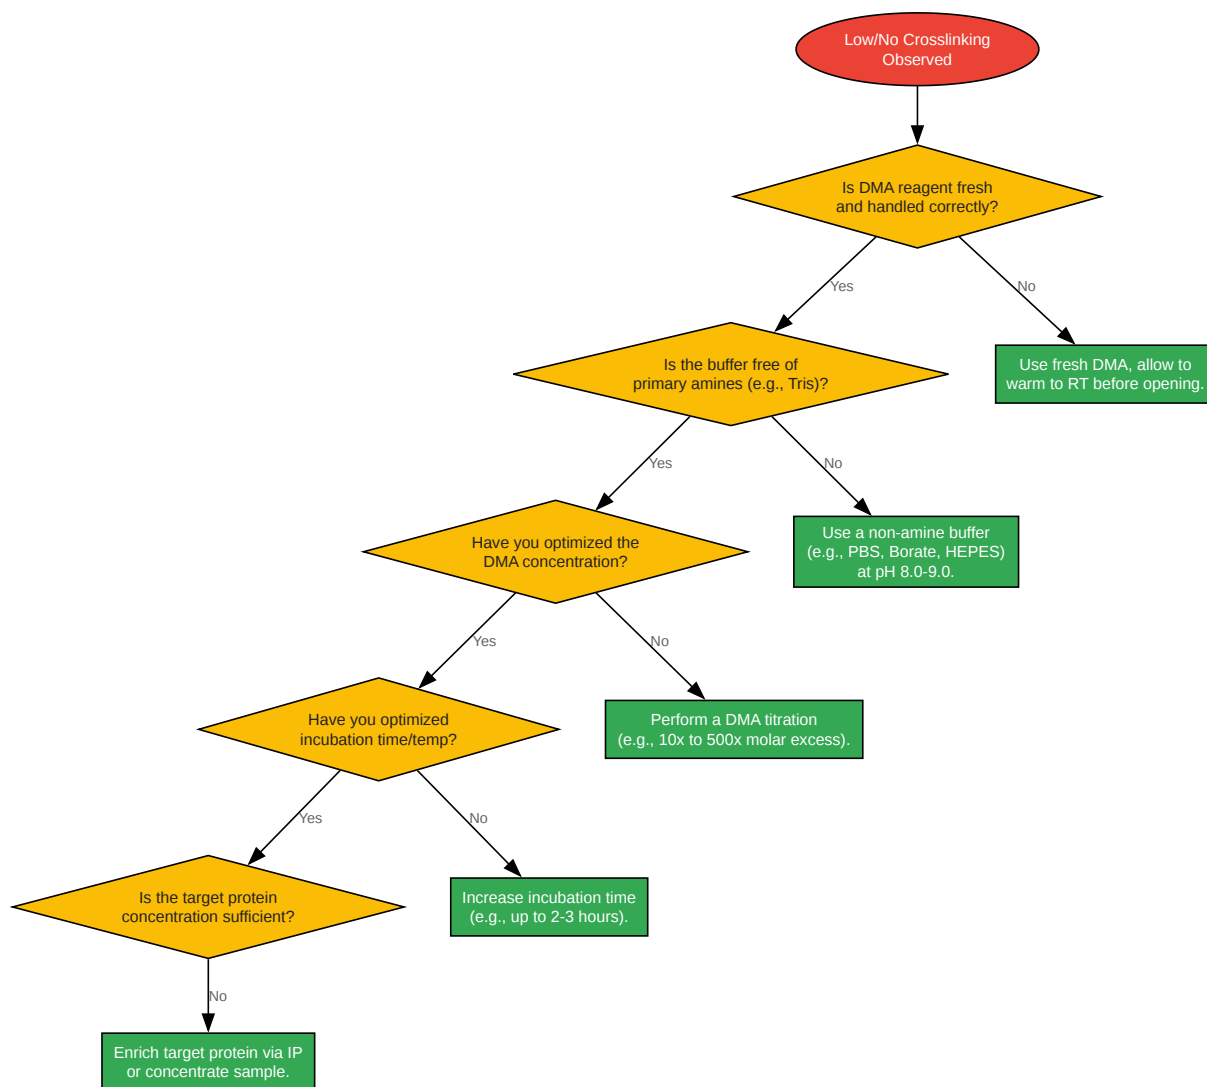 Low/No Crosslinking
Observed
Is DMA reagent fresh
and handled correctly?
Yes
No
Is the buffer free of
primary amines (e.g., Tris)?
Use fresh DMA, allow to
warm to RT before opening.
Yes
No
Have you optimized the
DMA concentration?
Use a non-amine buffer
(e.g., PBS, Borate, HEPES)
at pH 8.0-9.0.
Yes
No
Have you optimized
incubation time/temp?
Perform a DMA titration
(e.g., 10x to 500x molar excess).
Yes
No
Is the target protein
concentration sufficient?
Increase incubation time
(e.g., up to 2-3 hours).
No
Enrich target protein via IP
or concentrate sample.